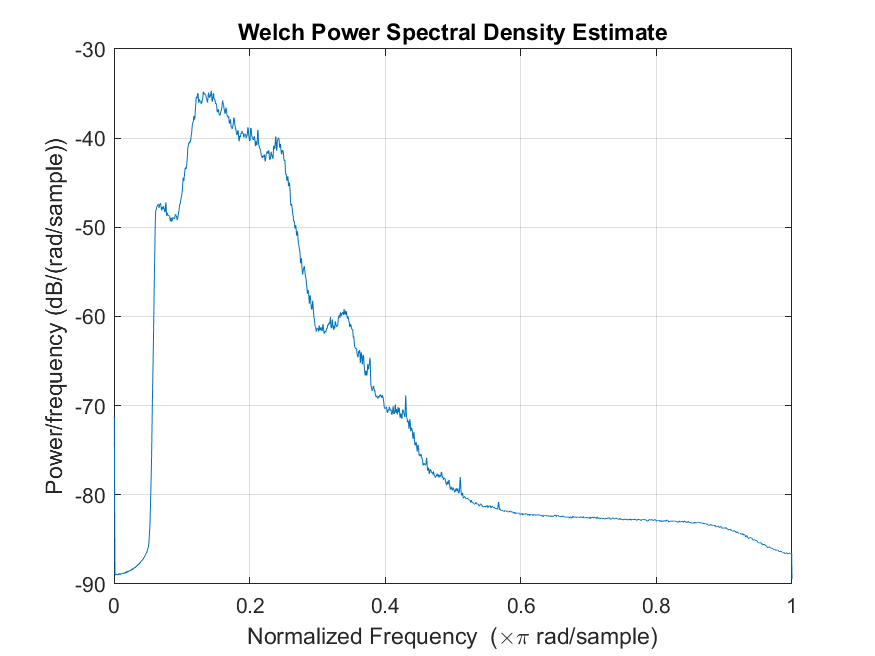 Welch Power Spectral Density Estimate
Power/frequency (dB/(rad/sample))
-30
-40
-50
-60
-70
-80
-90
0 0.2 0.4 0.6 0.8 1
Normalized Frequency (×π rad/sample)